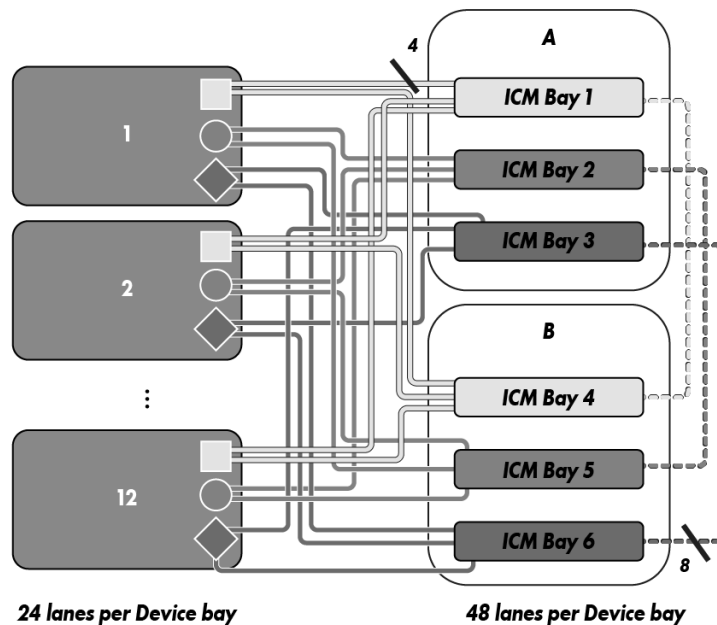 4
A
ICM Bay 1
1
ICM Bay 2
ICM Bay 3
2
B
⋮
ICM Bay 4
ICM Bay 5
12
ICM Bay 6
8
24 lanes per Device bay
48 lanes per Device bay